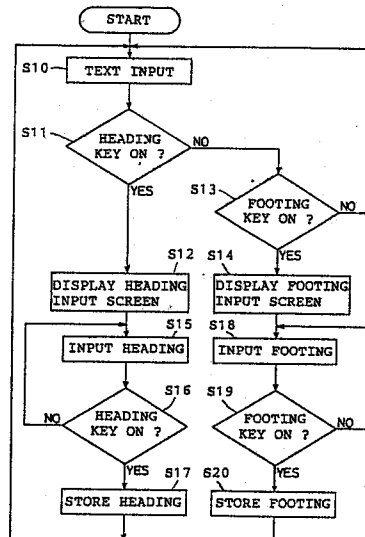 START
S10
TEXT INPUT
S11
HEADING
KEY ON ?
NO
YES
S13
FOOTING
KEY ON ?
NO
YES
S12
DISPLAY HEADING
INPUT SCREEN
S14
DISPLAY FOOTING
INPUT SCREEN
S15
INPUT HEADING
S18
INPUT FOOTING
S16
HEADING
KEY ON ?
NO
YES
S19
FOOTING
KEY ON ?
NO
YES
S17
STORE HEADING
S20
STORE FOOTING